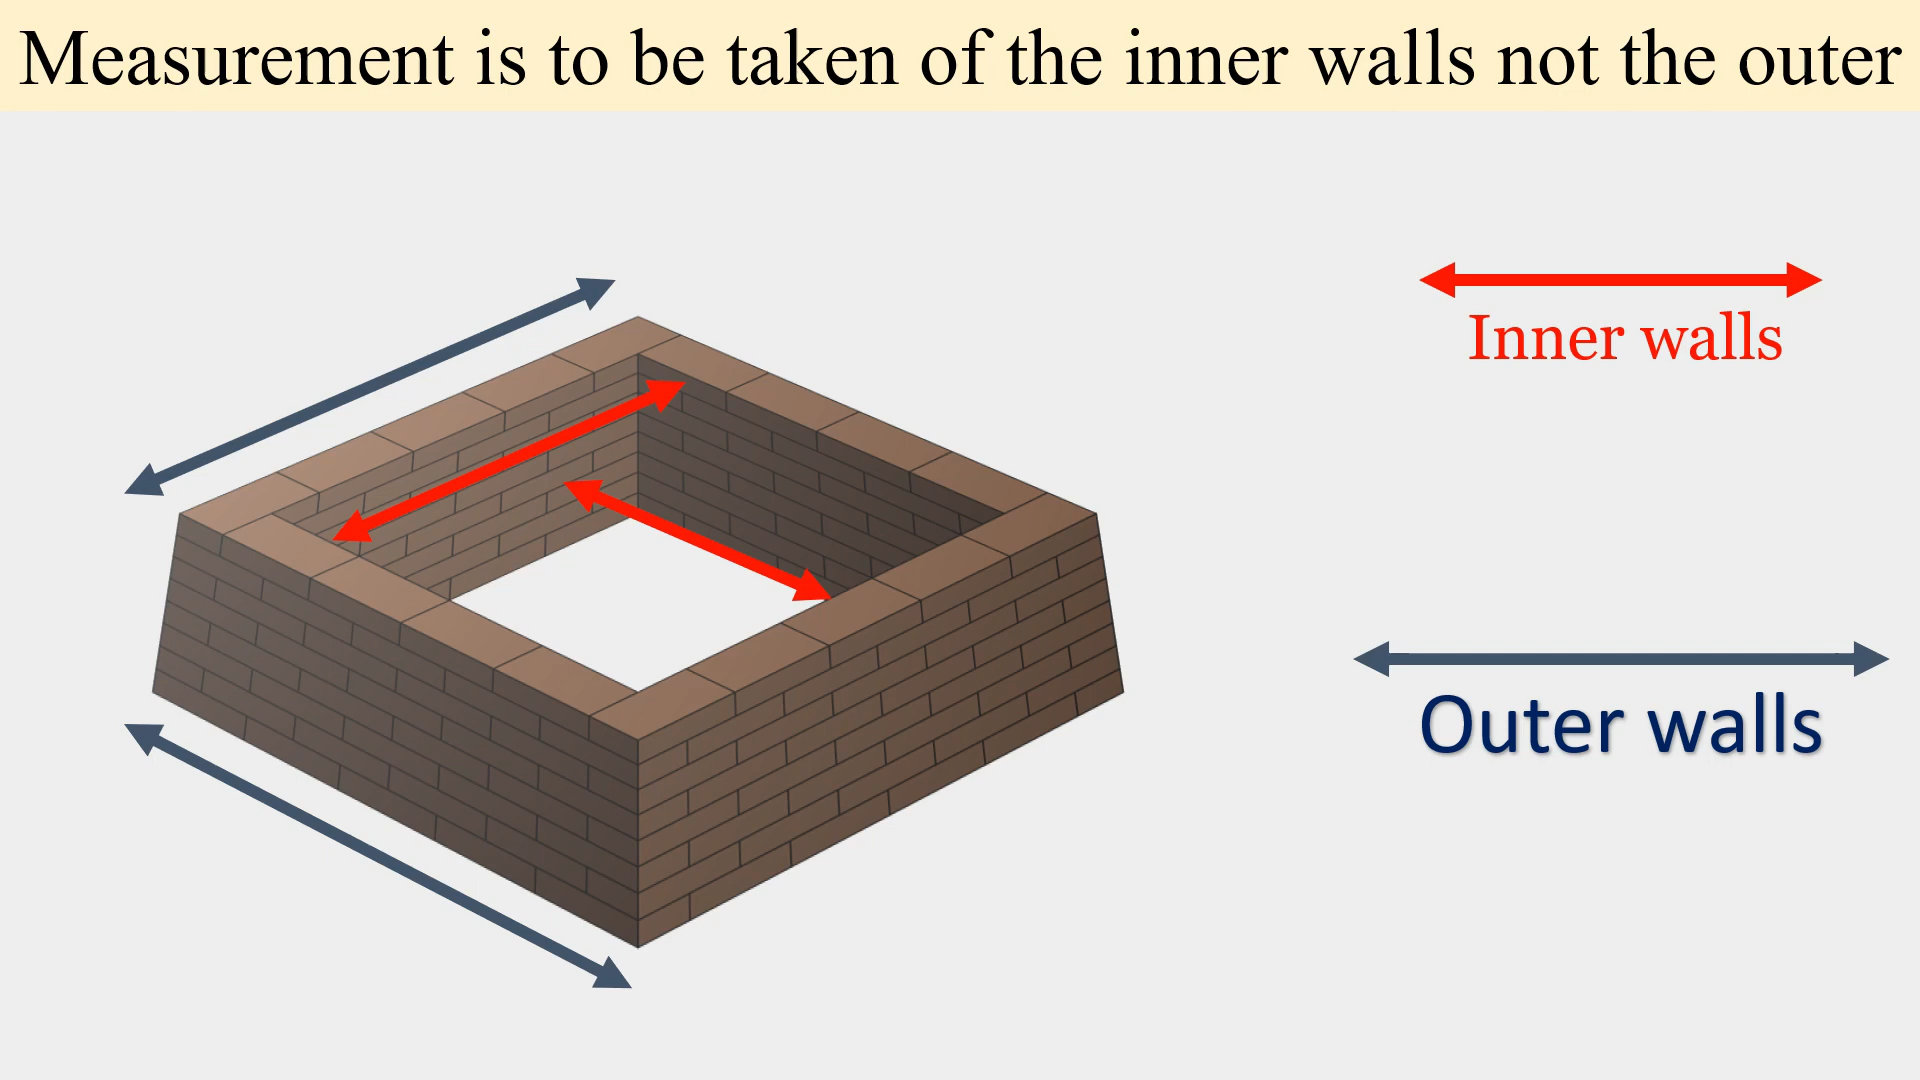 Measurement is to be taken of the inner walls not the outer
Inner walls
Outer walls